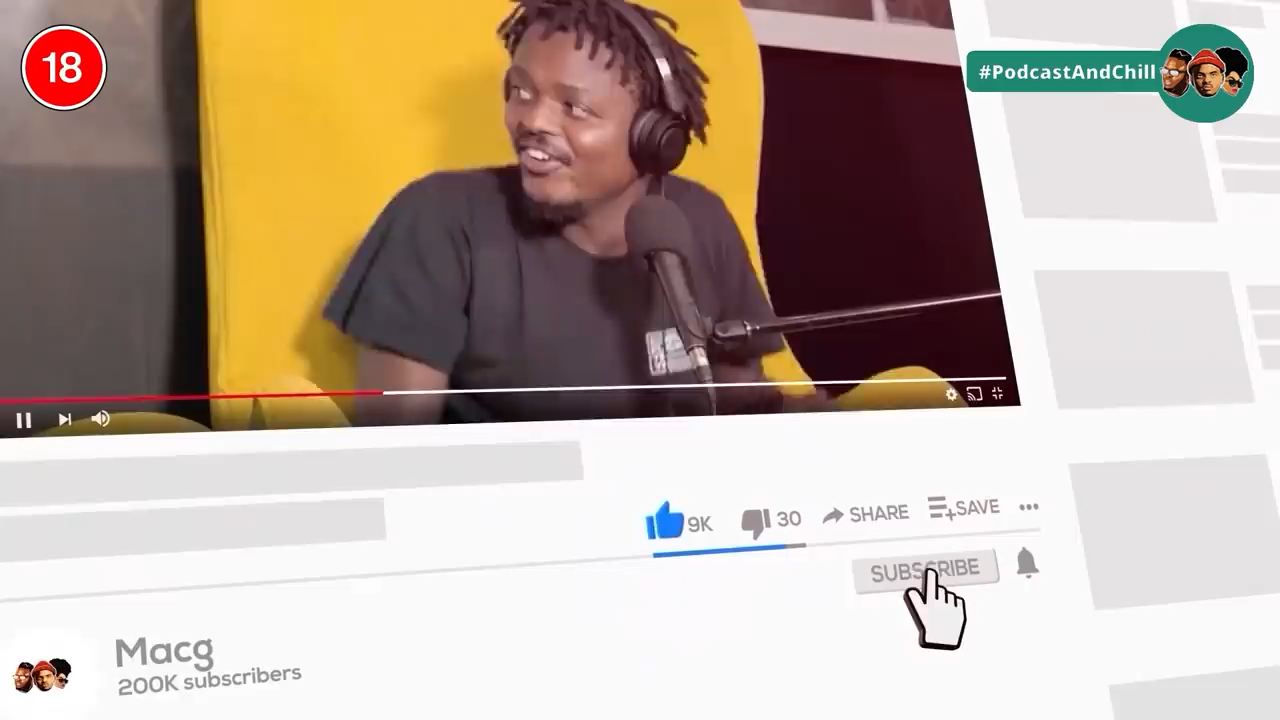 18
#PodcastAndChill
9K
30
SHARE
SAVE
SUBSCRIBE
Macg
200K subscribers